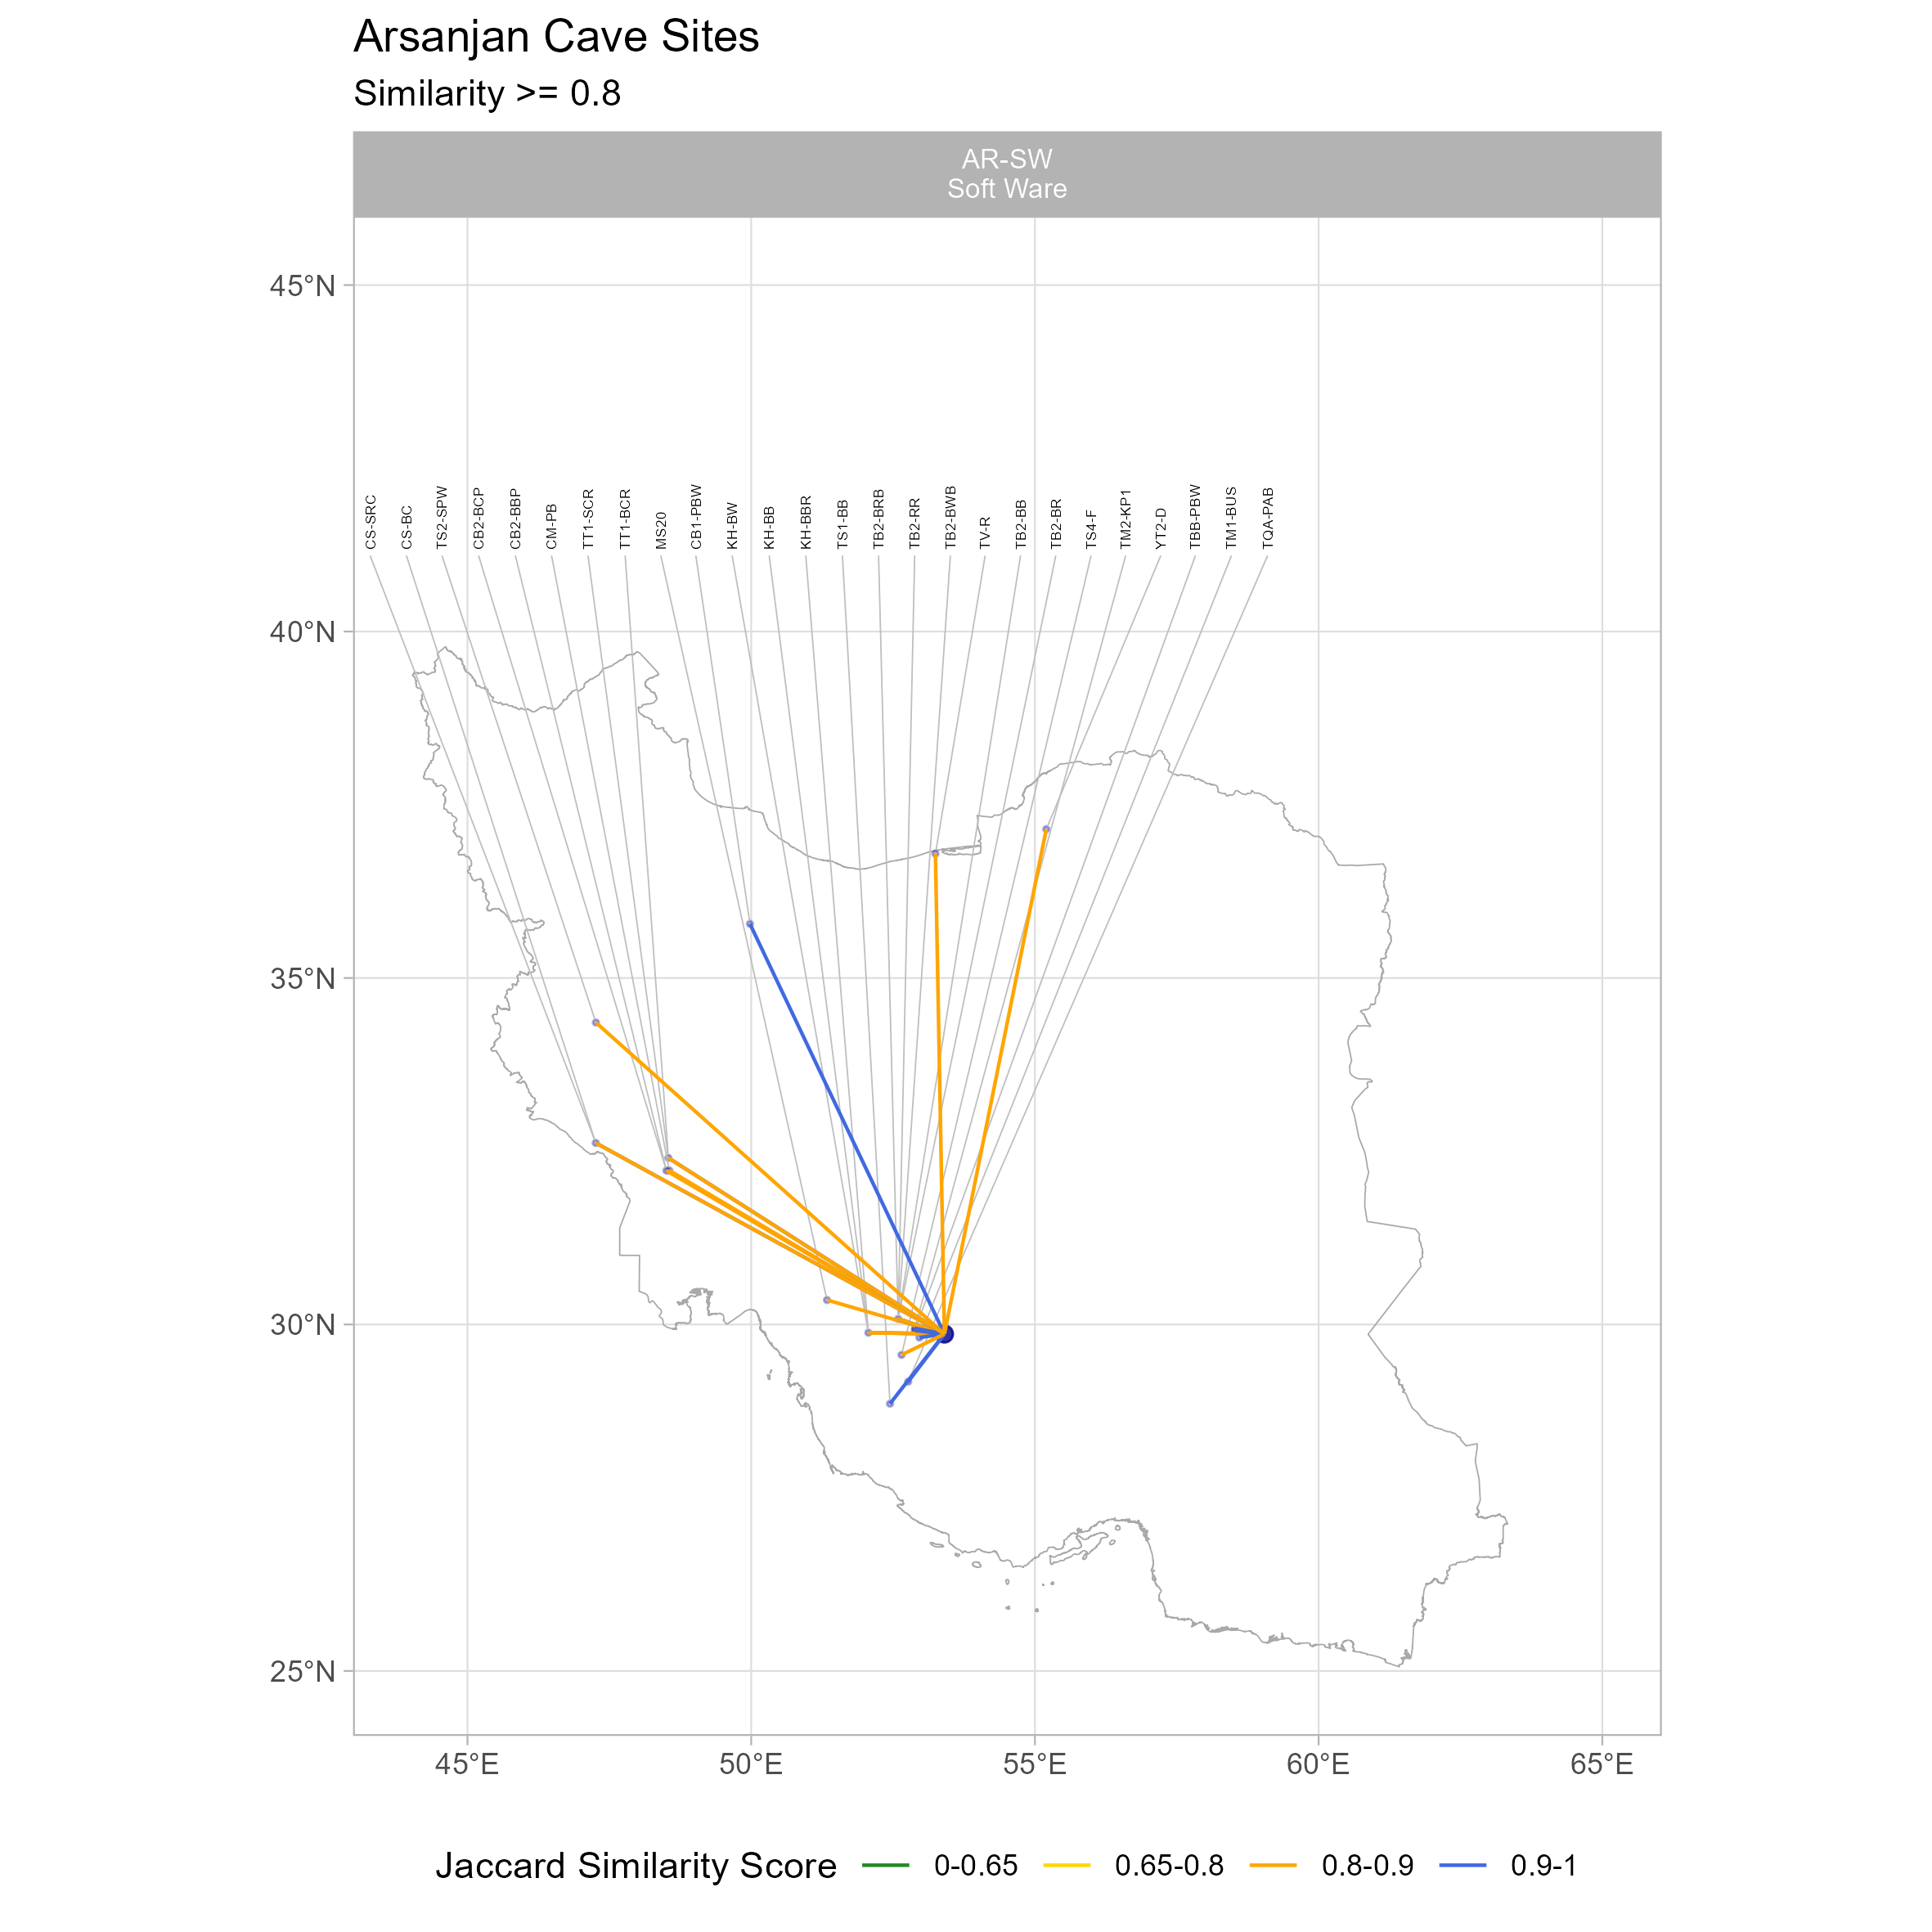 Arsanjan Cave Sites
Similarity >= 0.8
AR-SW
Soft Ware
45°N
CS-SRC
CS-BC
TS2-SPW
CB2-BCP
CB2-BBP
CM-PB
TT1-SCR
TT1-BCR
MS20
CB1-PBW
KH-BW
KH-BB
KH-BBR
TS1-BB
TB2-BRB
TB2-RR
TB2-BWB
TV-R
TB2-BB
TB2-BR
TS4-F
TM2-KP1
YT2-D
TBB-PBW
TM1-BUS
TQA-PAB
40°N
35°N
30°N
25°N
45°E 50°E 55°E 60°E 65°E
Jaccard Similarity Score 0-0.65 0.65-0.8 0.8-0.9 0.9-1